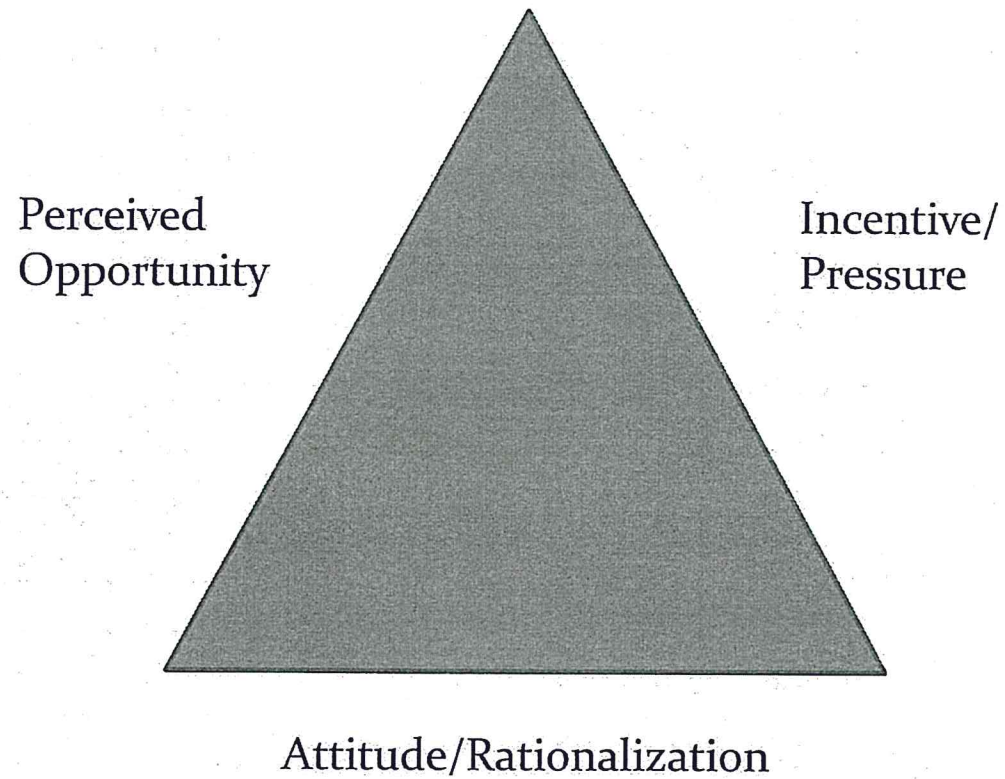 Perceived
Opportunity
Incentive/
Pressure
Attitude/Rationalization